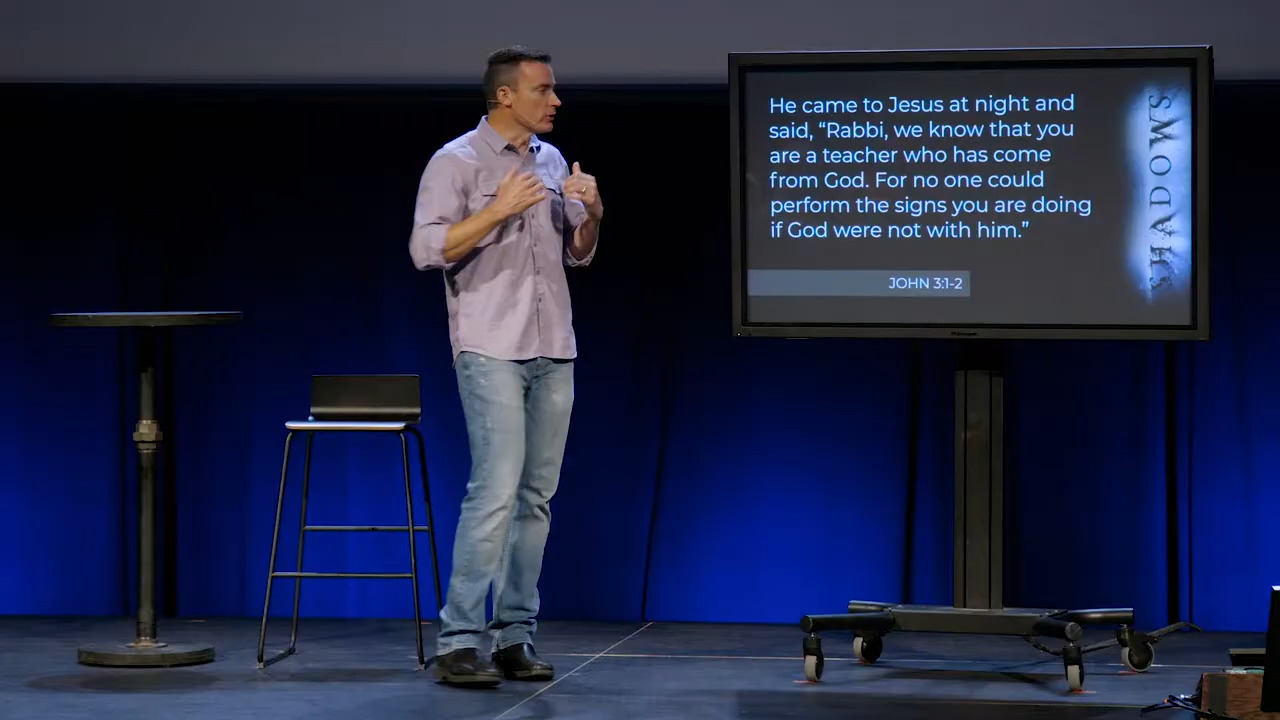 He came to Jesus at night and
said, “Rabbi, we know that you
are a teacher who has come
from God. For no one could
perform the signs you are doing
if God were not with him.”
JOHN 3:1-2
SHADOWS